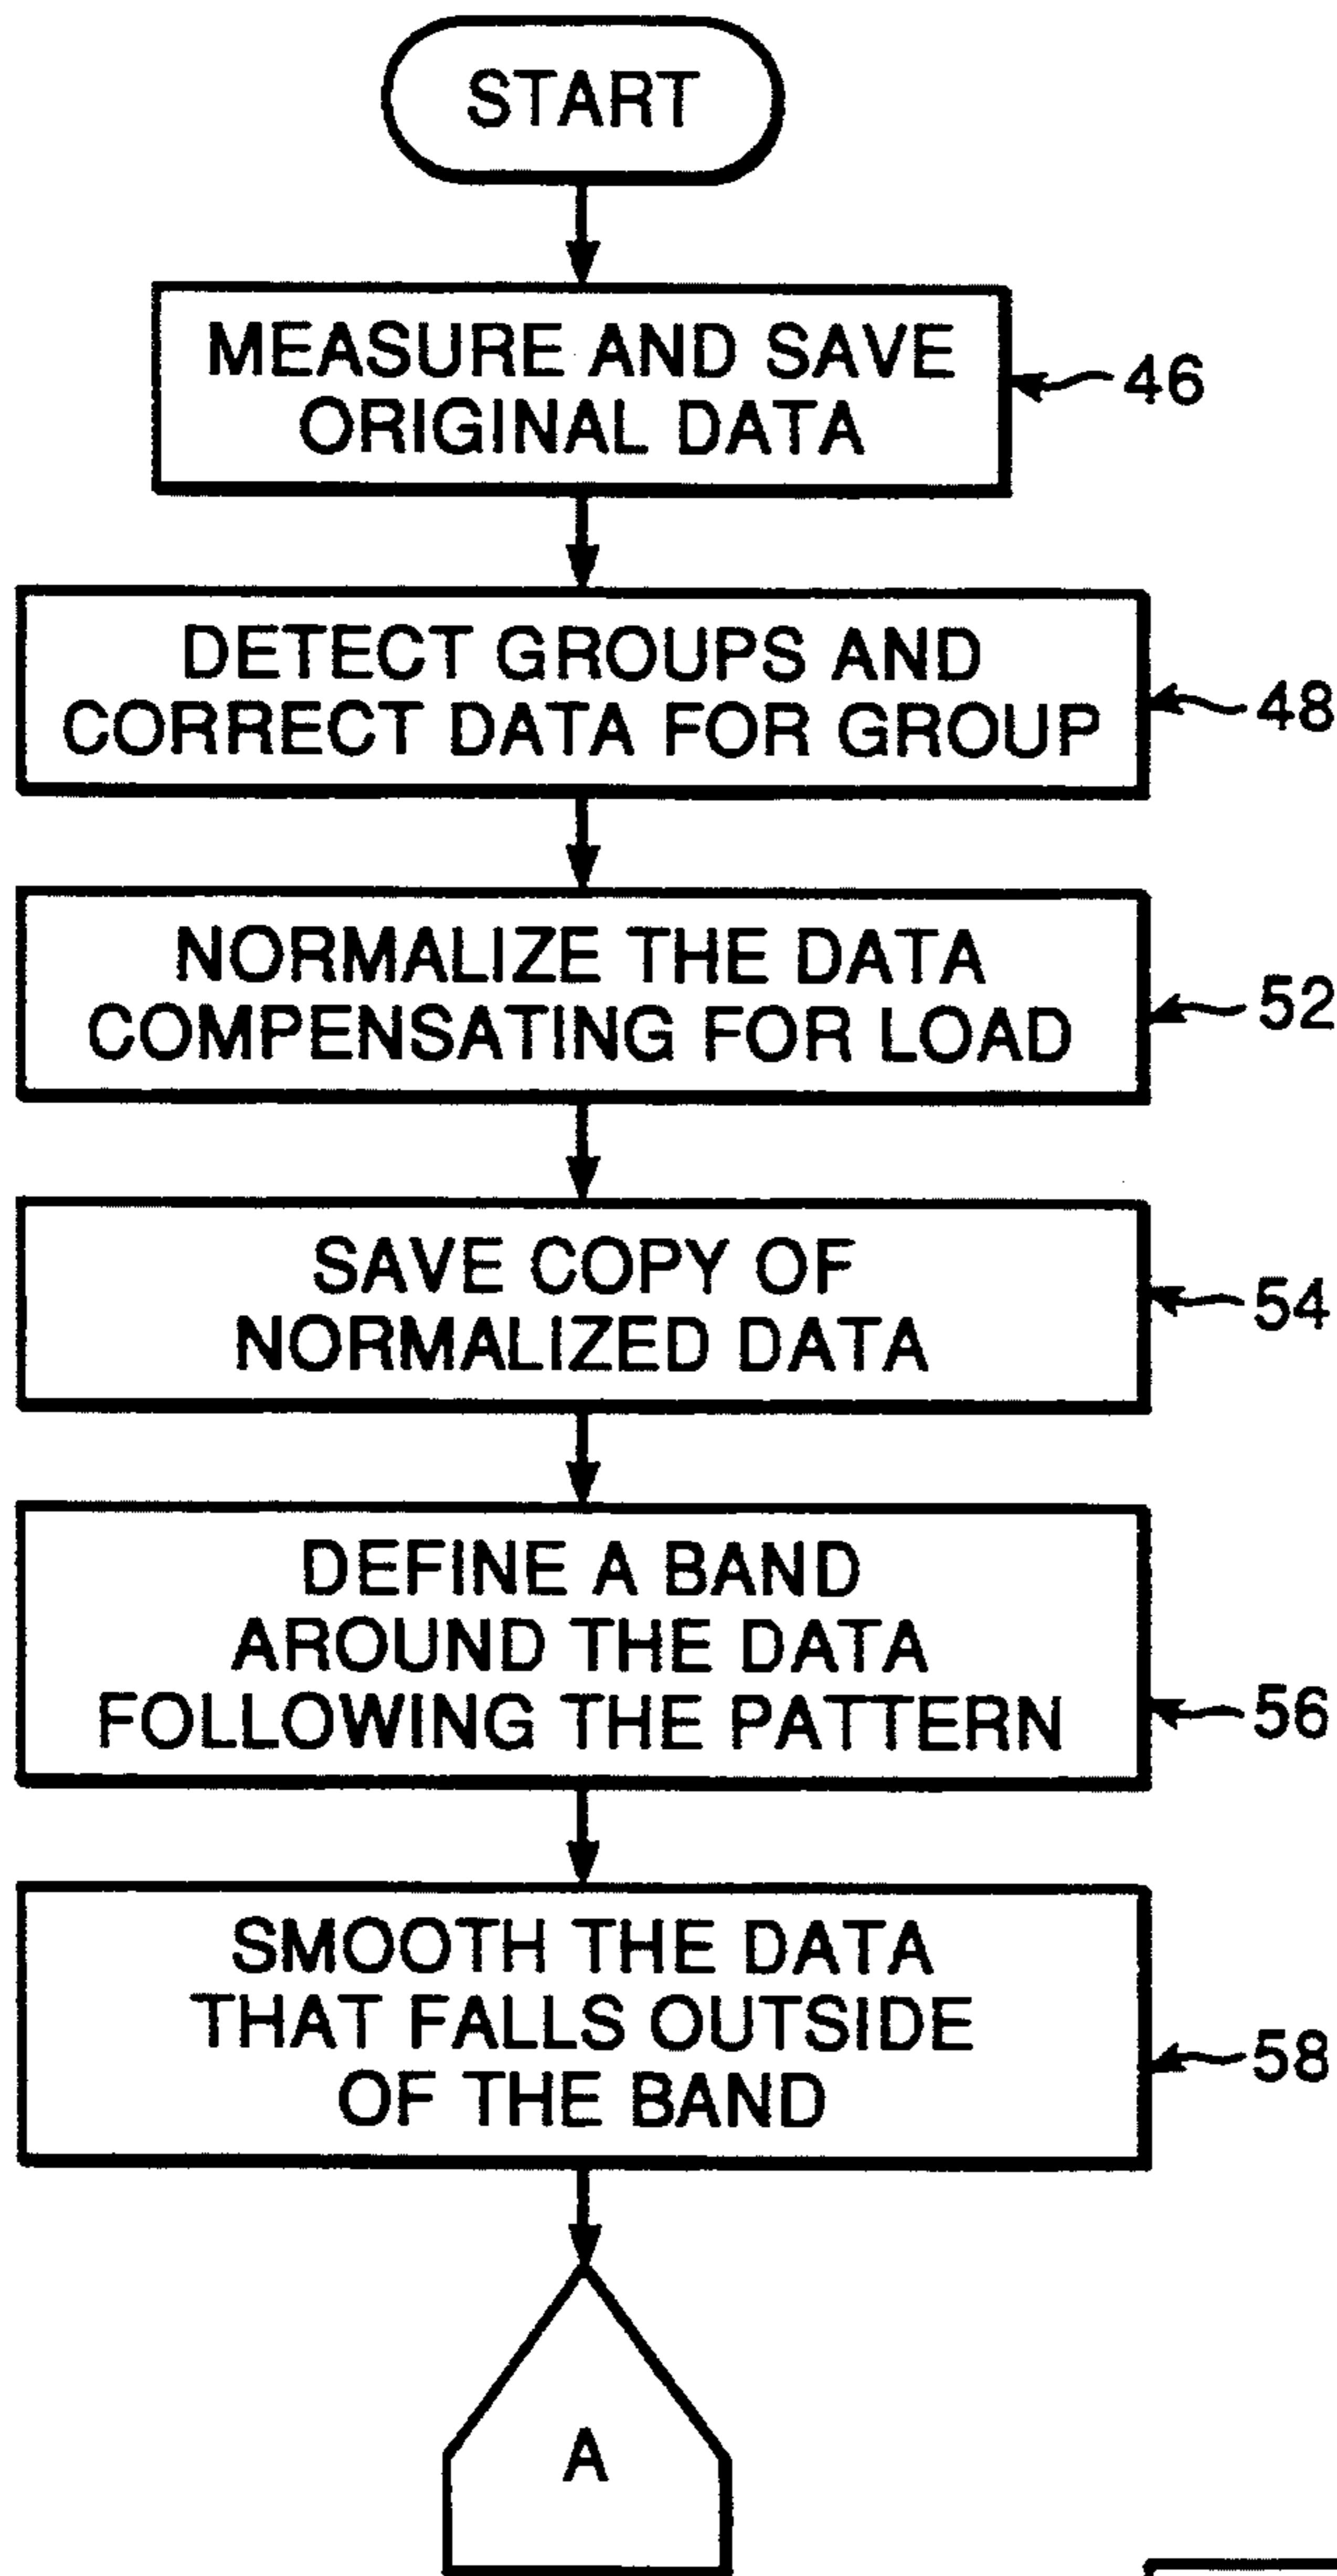 START
MEASURE AND SAVE
ORIGINAL DATA
46
DETECT GROUPS AND
CORRECT DATA FOR GROUP
48
NORMALIZE THE DATA
COMPENSATING FOR LOAD
52
SAVE COPY OF
NORMALIZED DATA
54
DEFINE A BAND
AROUND THE DATA
FOLLOWING THE PATTERN
56
SMOOTH THE DATA
THAT FALLS OUTSIDE
OF THE BAND
58
A